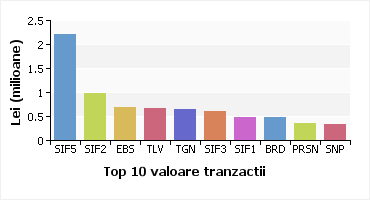 Lei (milioane)
2.5
2
1.5
1
0.5
0
SIF5 SIF2 EBS TLV TGN SIF3 SIF1 BRD PRSN SNP
Top 10 valoare tranzactii